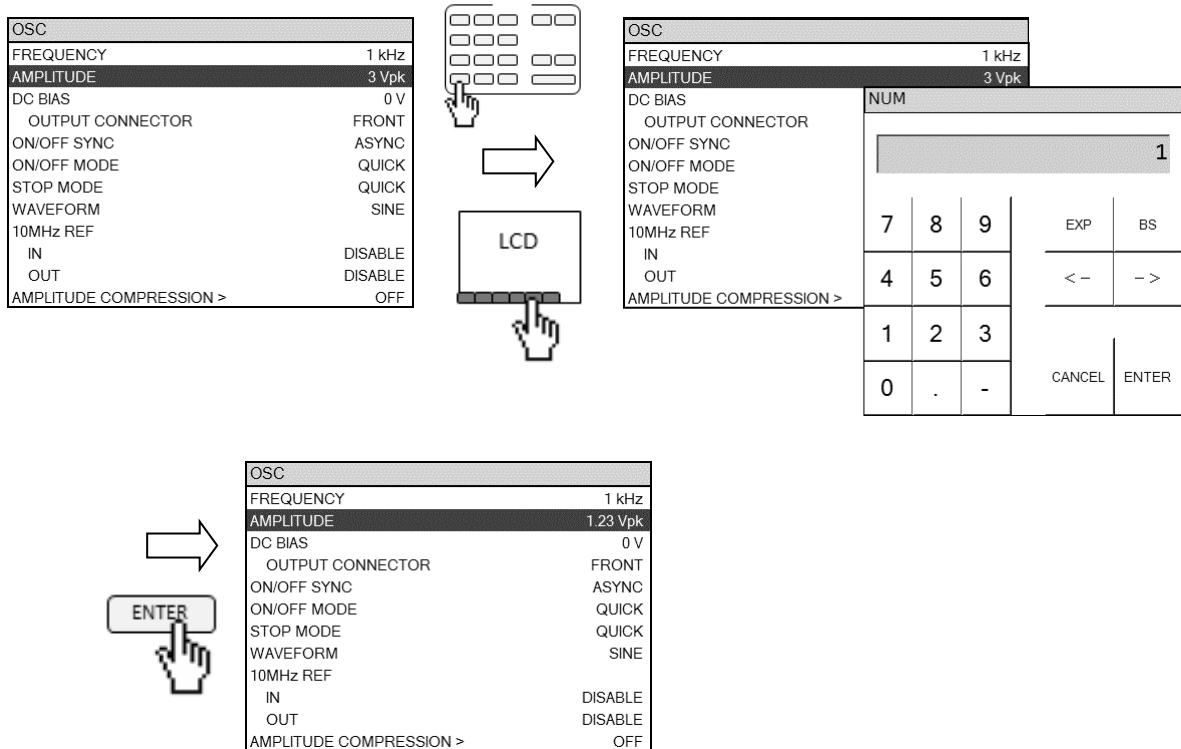 OSC
FREQUENCY 1 kHz
AMPLITUDE 3 Vpk
DC BIAS 0 V
OUTPUT CONNECTOR FRONT
ON/OFF SYNC ASYNC
ON/OFF MODE QUICK
STOP MODE QUICK
WAVEFORM SINE
10MHz REF
IN DISABLE
OUT DISABLE
AMPLITUDE COMPRESSION > OFF
LCD
OSC
FREQUENCY 1 kHz
AMPLITUDE 3 Vpk
DC BIAS
OUTPUT CONNECTOR
ON/OFF SYNC
ON/OFF MODE
STOP MODE
WAVEFORM
10MHz REF
IN
OUT
AMPLITUDE COMPRESSION >
NUM
1
7 8 9 EXP BS
4 5 6 <- ->
1 2 3
0 . - CANCEL ENTER
ENTER
OSC
FREQUENCY 1 kHz
AMPLITUDE 1.23 Vpk
DC BIAS 0 V
OUTPUT CONNECTOR FRONT
ON/OFF SYNC ASYNC
ON/OFF MODE QUICK
STOP MODE QUICK
WAVEFORM SINE
10MHz REF
IN DISABLE
OUT DISABLE
AMPLITUDE COMPRESSION > OFF